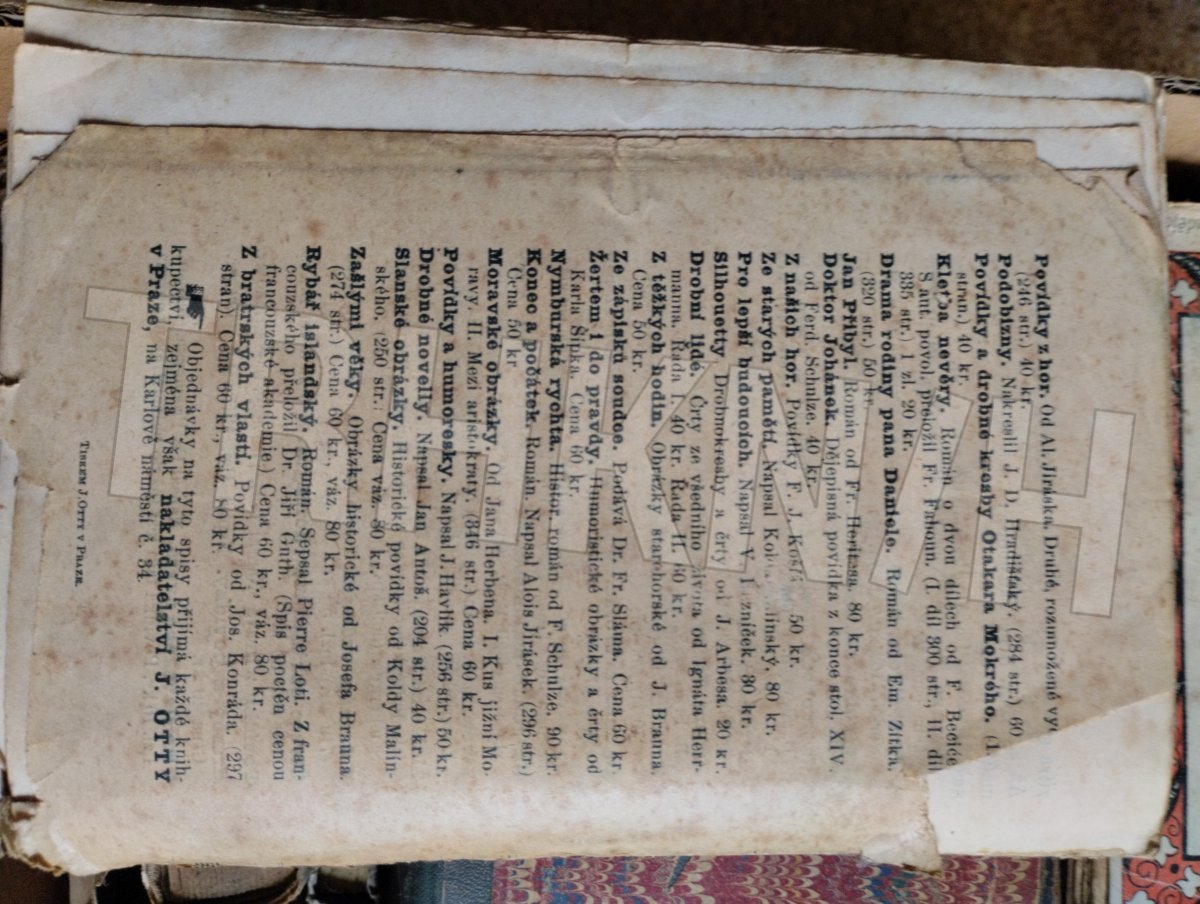 Povídky z hor. Od Al. Jiráska. Druhé, rozmnožené
(246 str.) 40 kr.
Podobizny. Nakreslil J. D. Hradišťský. (284 str.) 60
Povídky a drobné kresby Otakara Mokrého.
stran.) 40 kr.
Kleťba nevěry. Román o dvou dílech od F.
S aut. povol. přeložil Fr. (I. díl 300 str., II. díl
335 str.) 1 zl. 20 kr.
Drama rodiny pana Daniele. Román od Em. Züka.
(320 str.) 50 kr.
Jan Přibyl. Román od Fr. Heritesa. 80 kr.
Doktor Johánek. Dějepisná povídka z konce stol. XIV.
od Ferd. Schulze. 40 kr.
Z našich hor. Povídky F. J. 50 kr.
Ze starých pamětí. Napsal 80 kr.
Pro lepší budoucích. Napsal V. 30 kr.
Silhouetty. Drobnokresby a črty od J. Arbesa. 20 kr.
Drobní lidé. Črty ze všedního života od Ignáta Herr-
manna. Řada I. 40 kr. Řada II. 60 kr.
Z těžkých hodin. Obrázky starohorské od J. Brauna.
Cena 50 kr.
Ze zápisků soudce. Podává Dr. Fr. Sláma. Cena 60 kr.
Žertem i do pravdy. Humoristické obrázky a črty od
Karla Šípka. Cena 60 kr.
Nymburská rychta. Histor. román od F. Schulze. 90 kr.
Konec a počátek. Román. Napsal Alois Jirásek. (296 str.)
Cena 50 kr.
Moravské obrázky. Od Jana Herbena. I. Kus jižní Mo-
ravy. II. Mezi aristokraty. (346 str.) Cena 60 kr.
Povídky a humoresky. Napsal J. Havlík (256 str.) 50 kr.
Drobné novelly. Napsal Jan Antoš. (204 str.) 40 kr.
Slanské obrázky. Historické povídky od Koldy Malín-
ského. (250 str.) Cena váz. 80 kr.
Zašlými věky. Obrázky historické od Josefa Brauna.
(274 str.) Cena 60 kr., váz. 80 kr.
Rybář islandský. Román. Sepsal Pierre Loti. Z fran-
couzského přeložil Dr. Jiří Guth. (Spis poctěn cenou
francouzské akademie.) Cena 60 kr., váz. 80 kr.
Z bratrských vlastí. Povídky od Jos. Konráda. (297
stran). Cena 60 kr., váz. 80 kr.
Objednávky na tyto spisy přijímá každé knih-
kupectví, zejména však nakladatelství J. OTTY
v Praze, na Karlově náměstí č. 34.
TISKEM J. OTTY V PRAZE.